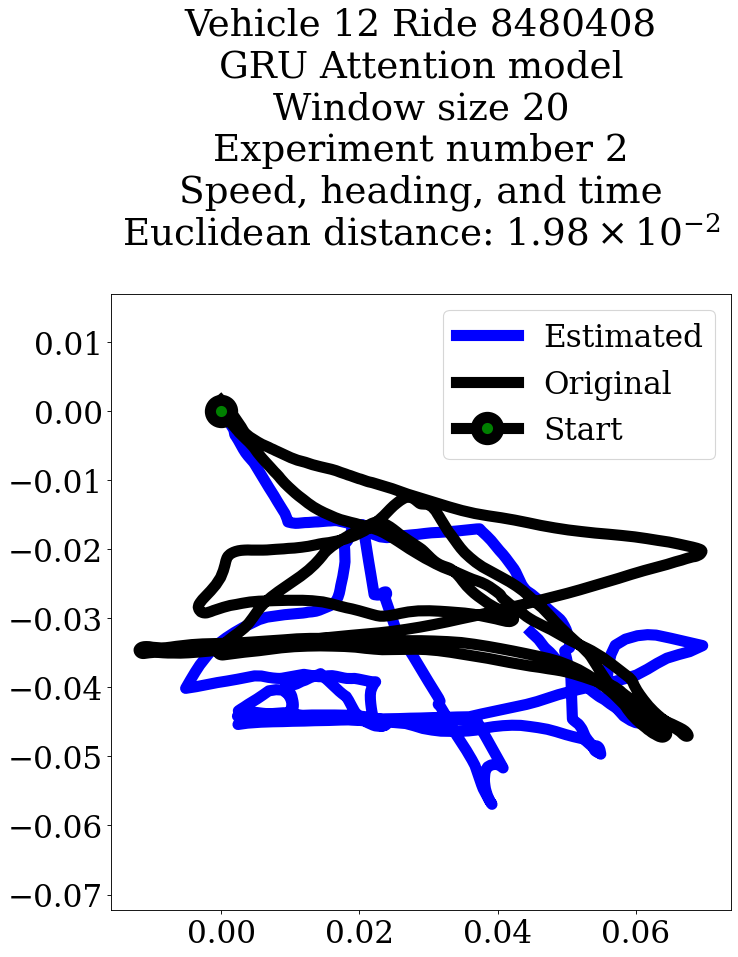 Vehicle 12 Ride 8480408
GRU Attention model
Window size 20
Experiment number 2
Speed, heading, and time
Euclidean distance: 1.98 × 10⁻²
Estimated
Original
Start
0.01
0.00
−0.01
−0.02
−0.03
−0.04
−0.05
−0.06
−0.07
0.00 0.02 0.04 0.06